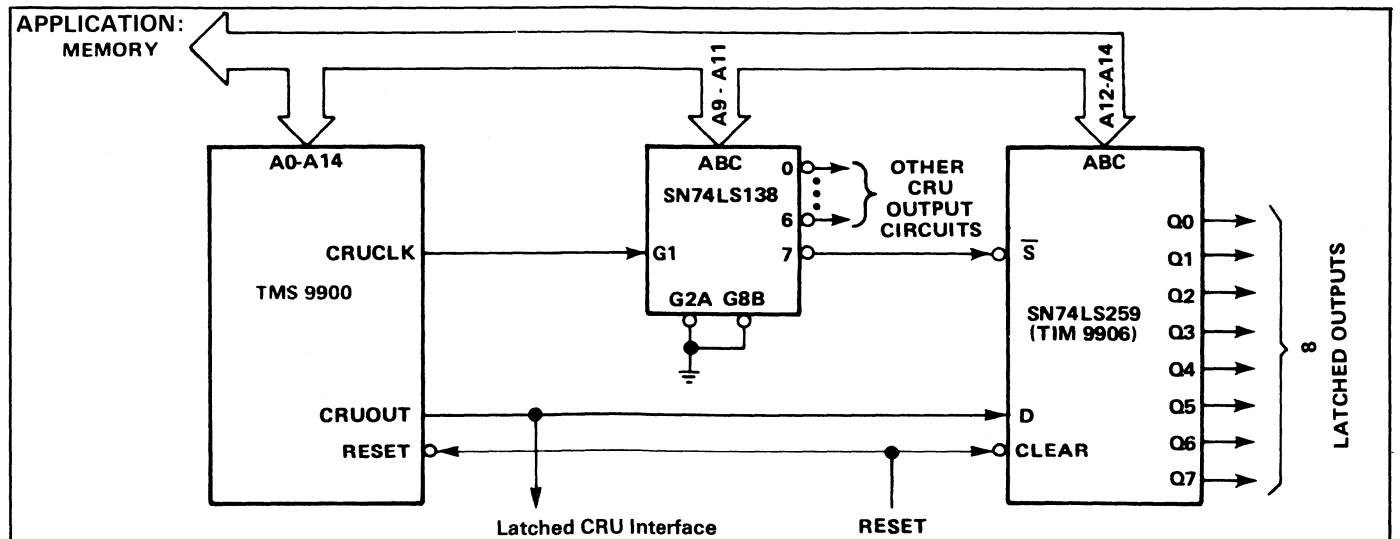 APPLICATION:
MEMORY
A9 - A11
A12-A14
A0-A14
ABC
ABC
SN74LS138
0
6
7
OTHER
CRU
OUTPUT
CIRCUITS
CRUCLK
G1
S
TMS 9900
G2A G8B
SN74LS259
(TIM 9906)
Q0
Q1
Q2
Q3
Q4
Q5
Q6
Q7
8
LATCHED OUTPUTS
CRUOUT
D
RESET
CLEAR
Latched CRU Interface
RESET